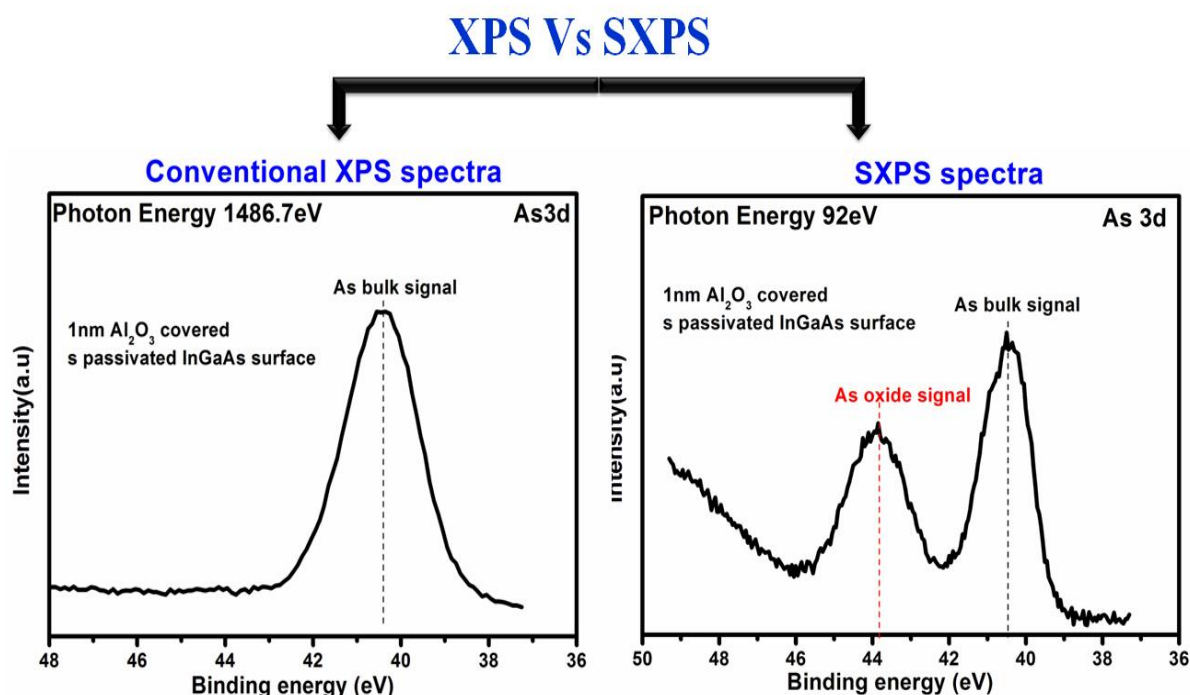 XPS Vs SXPS
Conventional XPS spectra
Photon Energy 1486.7eV
As3d
As bulk signal
1nm Al₂O₃ covered
s passivated InGaAs surface
Intensity(a.u)
48 46 44 42 40 38 36
Binding energy (eV)
SXPS spectra
Photon Energy 92eV
As 3d
1nm Al₂O₃ covered
s passivated InGaAs surface
As bulk signal
As oxide signal
Intensity(a.u
50 48 46 44 42 40 38 36
Binding energy (eV)